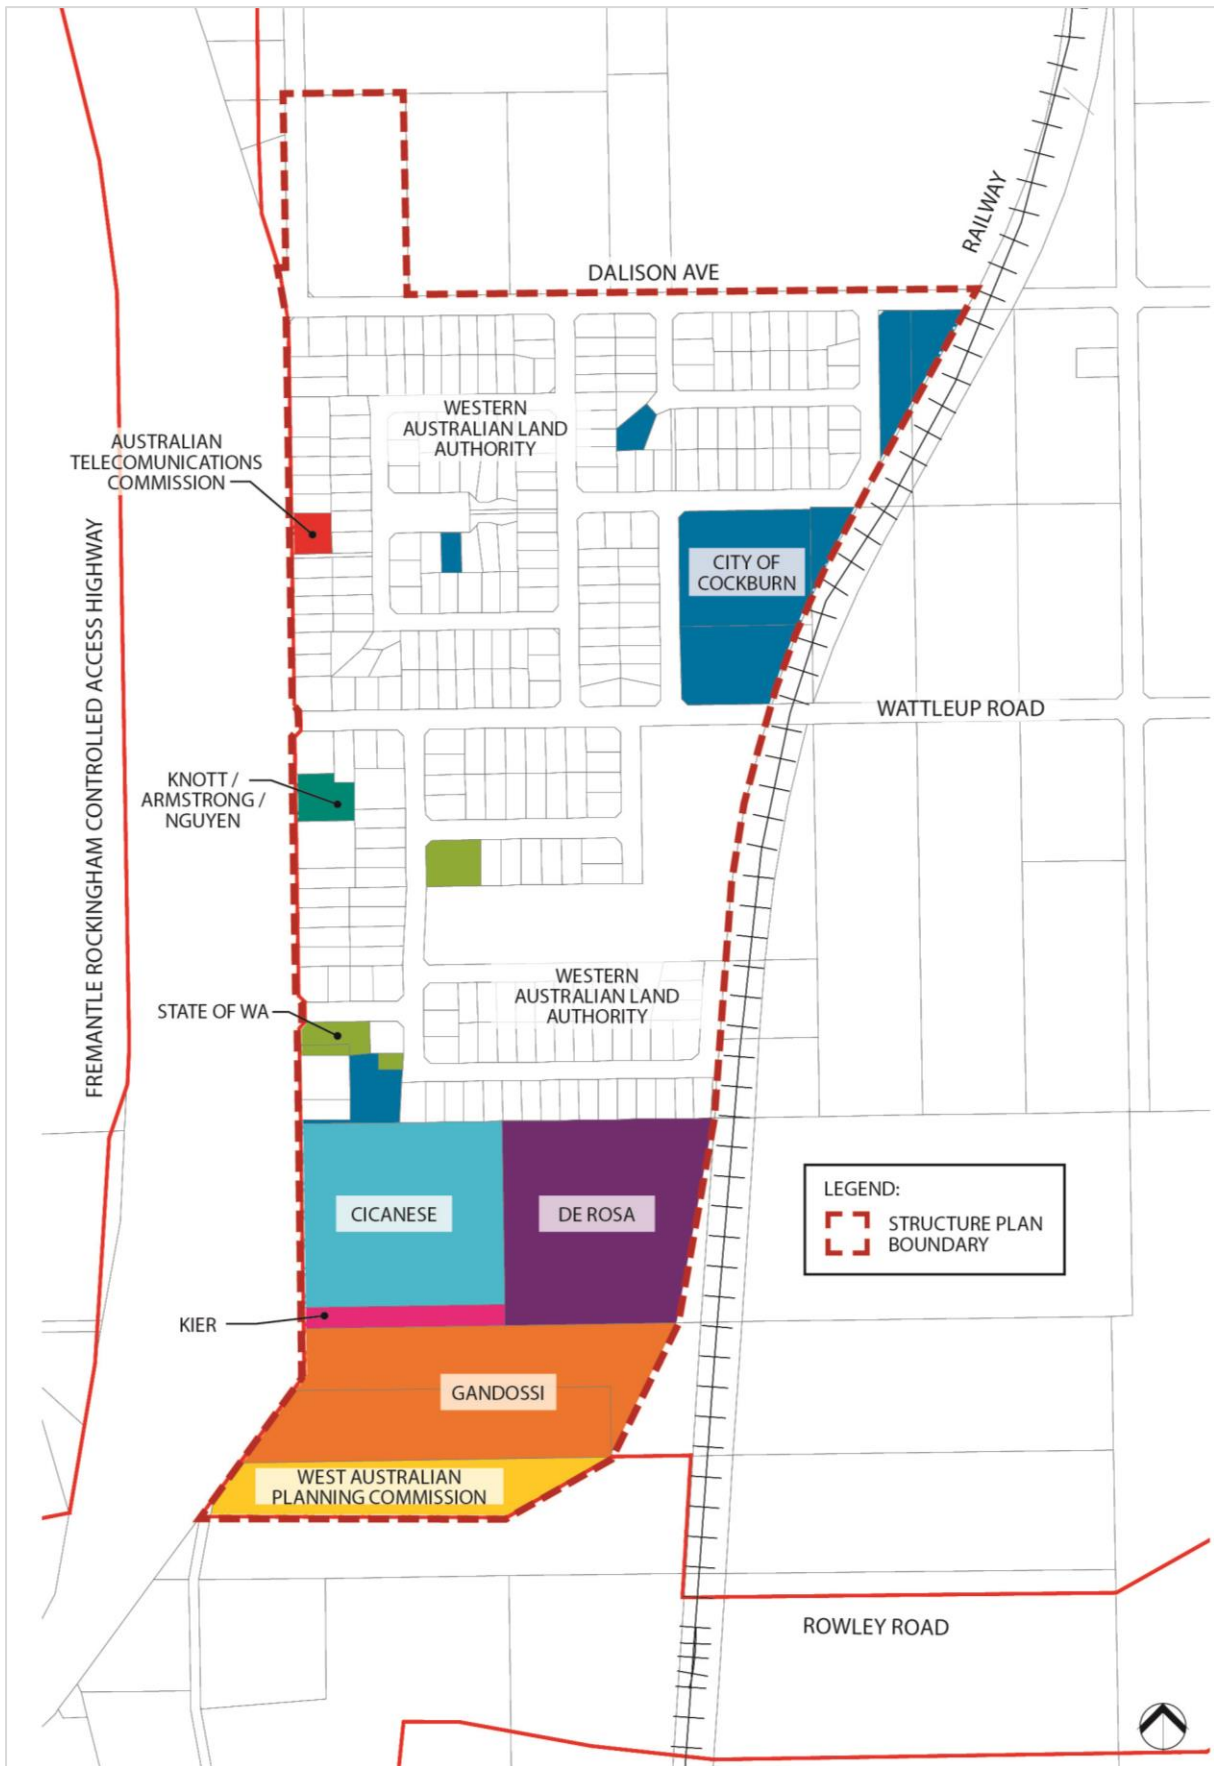 RAILWAY
DALISON AVE
WESTERN
AUSTRALIAN LAND
AUTHORITY
AUSTRALIAN
TELECOMUNICATIONS
COMMISSION
FREMANTLE ROCKINGHAM CONTROLLED ACCESS HIGHWAY
CITY OF
COCKBURN
WATTLEUP ROAD
KNOTT /
ARMSTRONG /
NGUYEN
WESTERN
AUSTRALIAN LAND
AUTHORITY
STATE OF WA
CICANESE
DE ROSA
LEGEND:
STRUCTURE PLAN
BOUNDARY
KIER
GANDOSSI
WEST AUSTRALIAN
PLANNING COMMISSION
ROWLEY ROAD